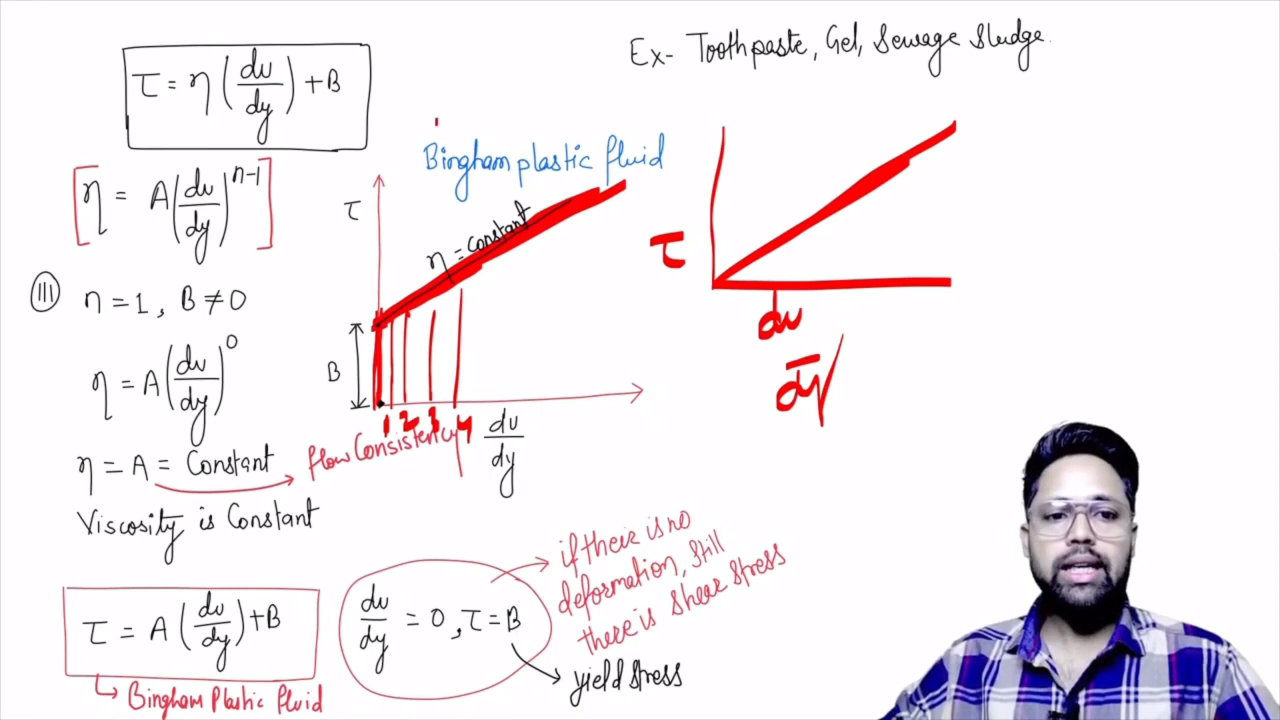 τ = η (du/dy) + B
[η = A(du/dy)^n-1]
III n = 1, B ≠ 0
η = A(du/dy)^0
η = A = Constant
flow Consistency
Viscosity is Constant
τ = A (du/dy) + B
Bingham Plastic fluid
Ex- Toothpaste, Gel, Sewage Sludge.
Bingham plastic fluid
τ
η = constant
B
1 2 3 4
du/dy
τ
du/dy
du/dy = 0, τ = B
if there is no
deformation, still
there is shear stress
yield stress